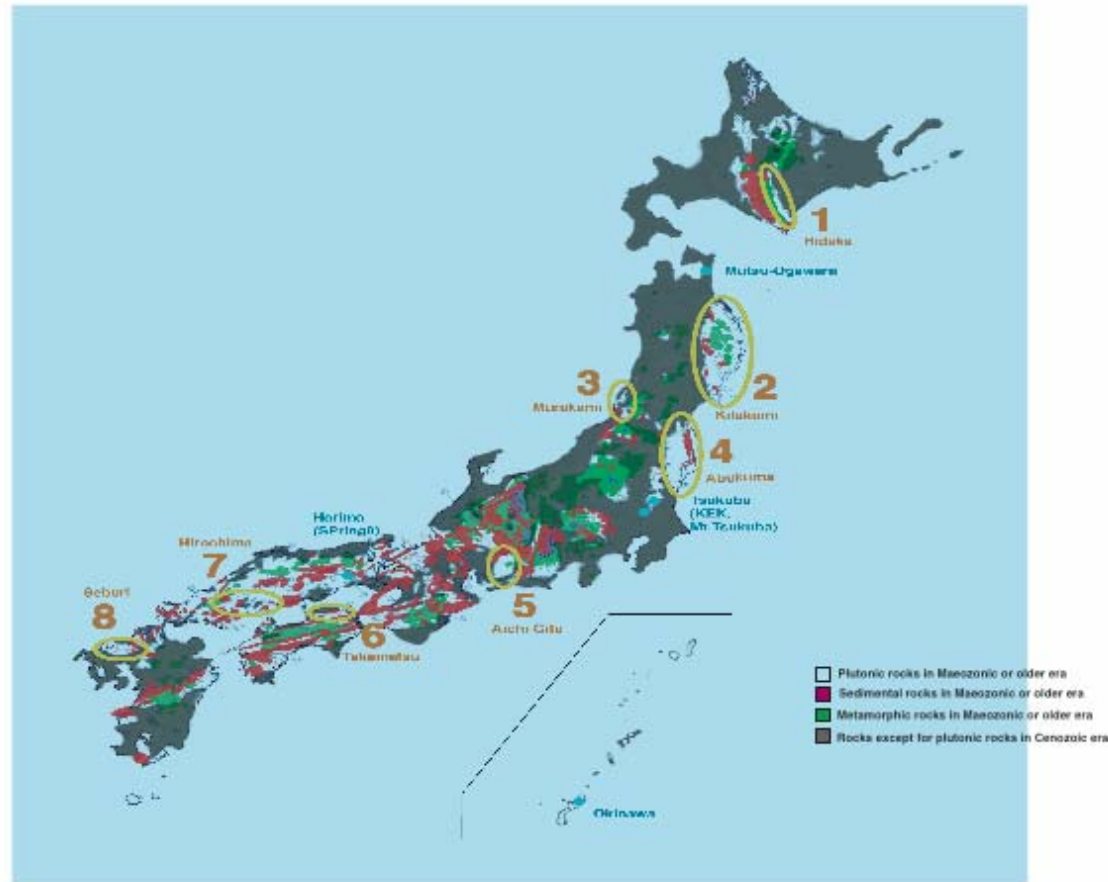 1
Hidaka
Mutsu-Ogawara
2
Kitakami
3
Murakami
4
Abukuma
Tsukuba
(KEK,
Mt.Tsukuba)
Harima
(SPring8)
Hiroshima
7
Seburi
8
5
Aichi Gifu
6
Takamatsu
Okinawa
Plutonic rocks in Maeozonic or older era
Sedimental rocks in Maeozonic or older era
Metamorphic rocks in Maeozonic or older era
Rocks except for plutonic rocks in Cenozoic era